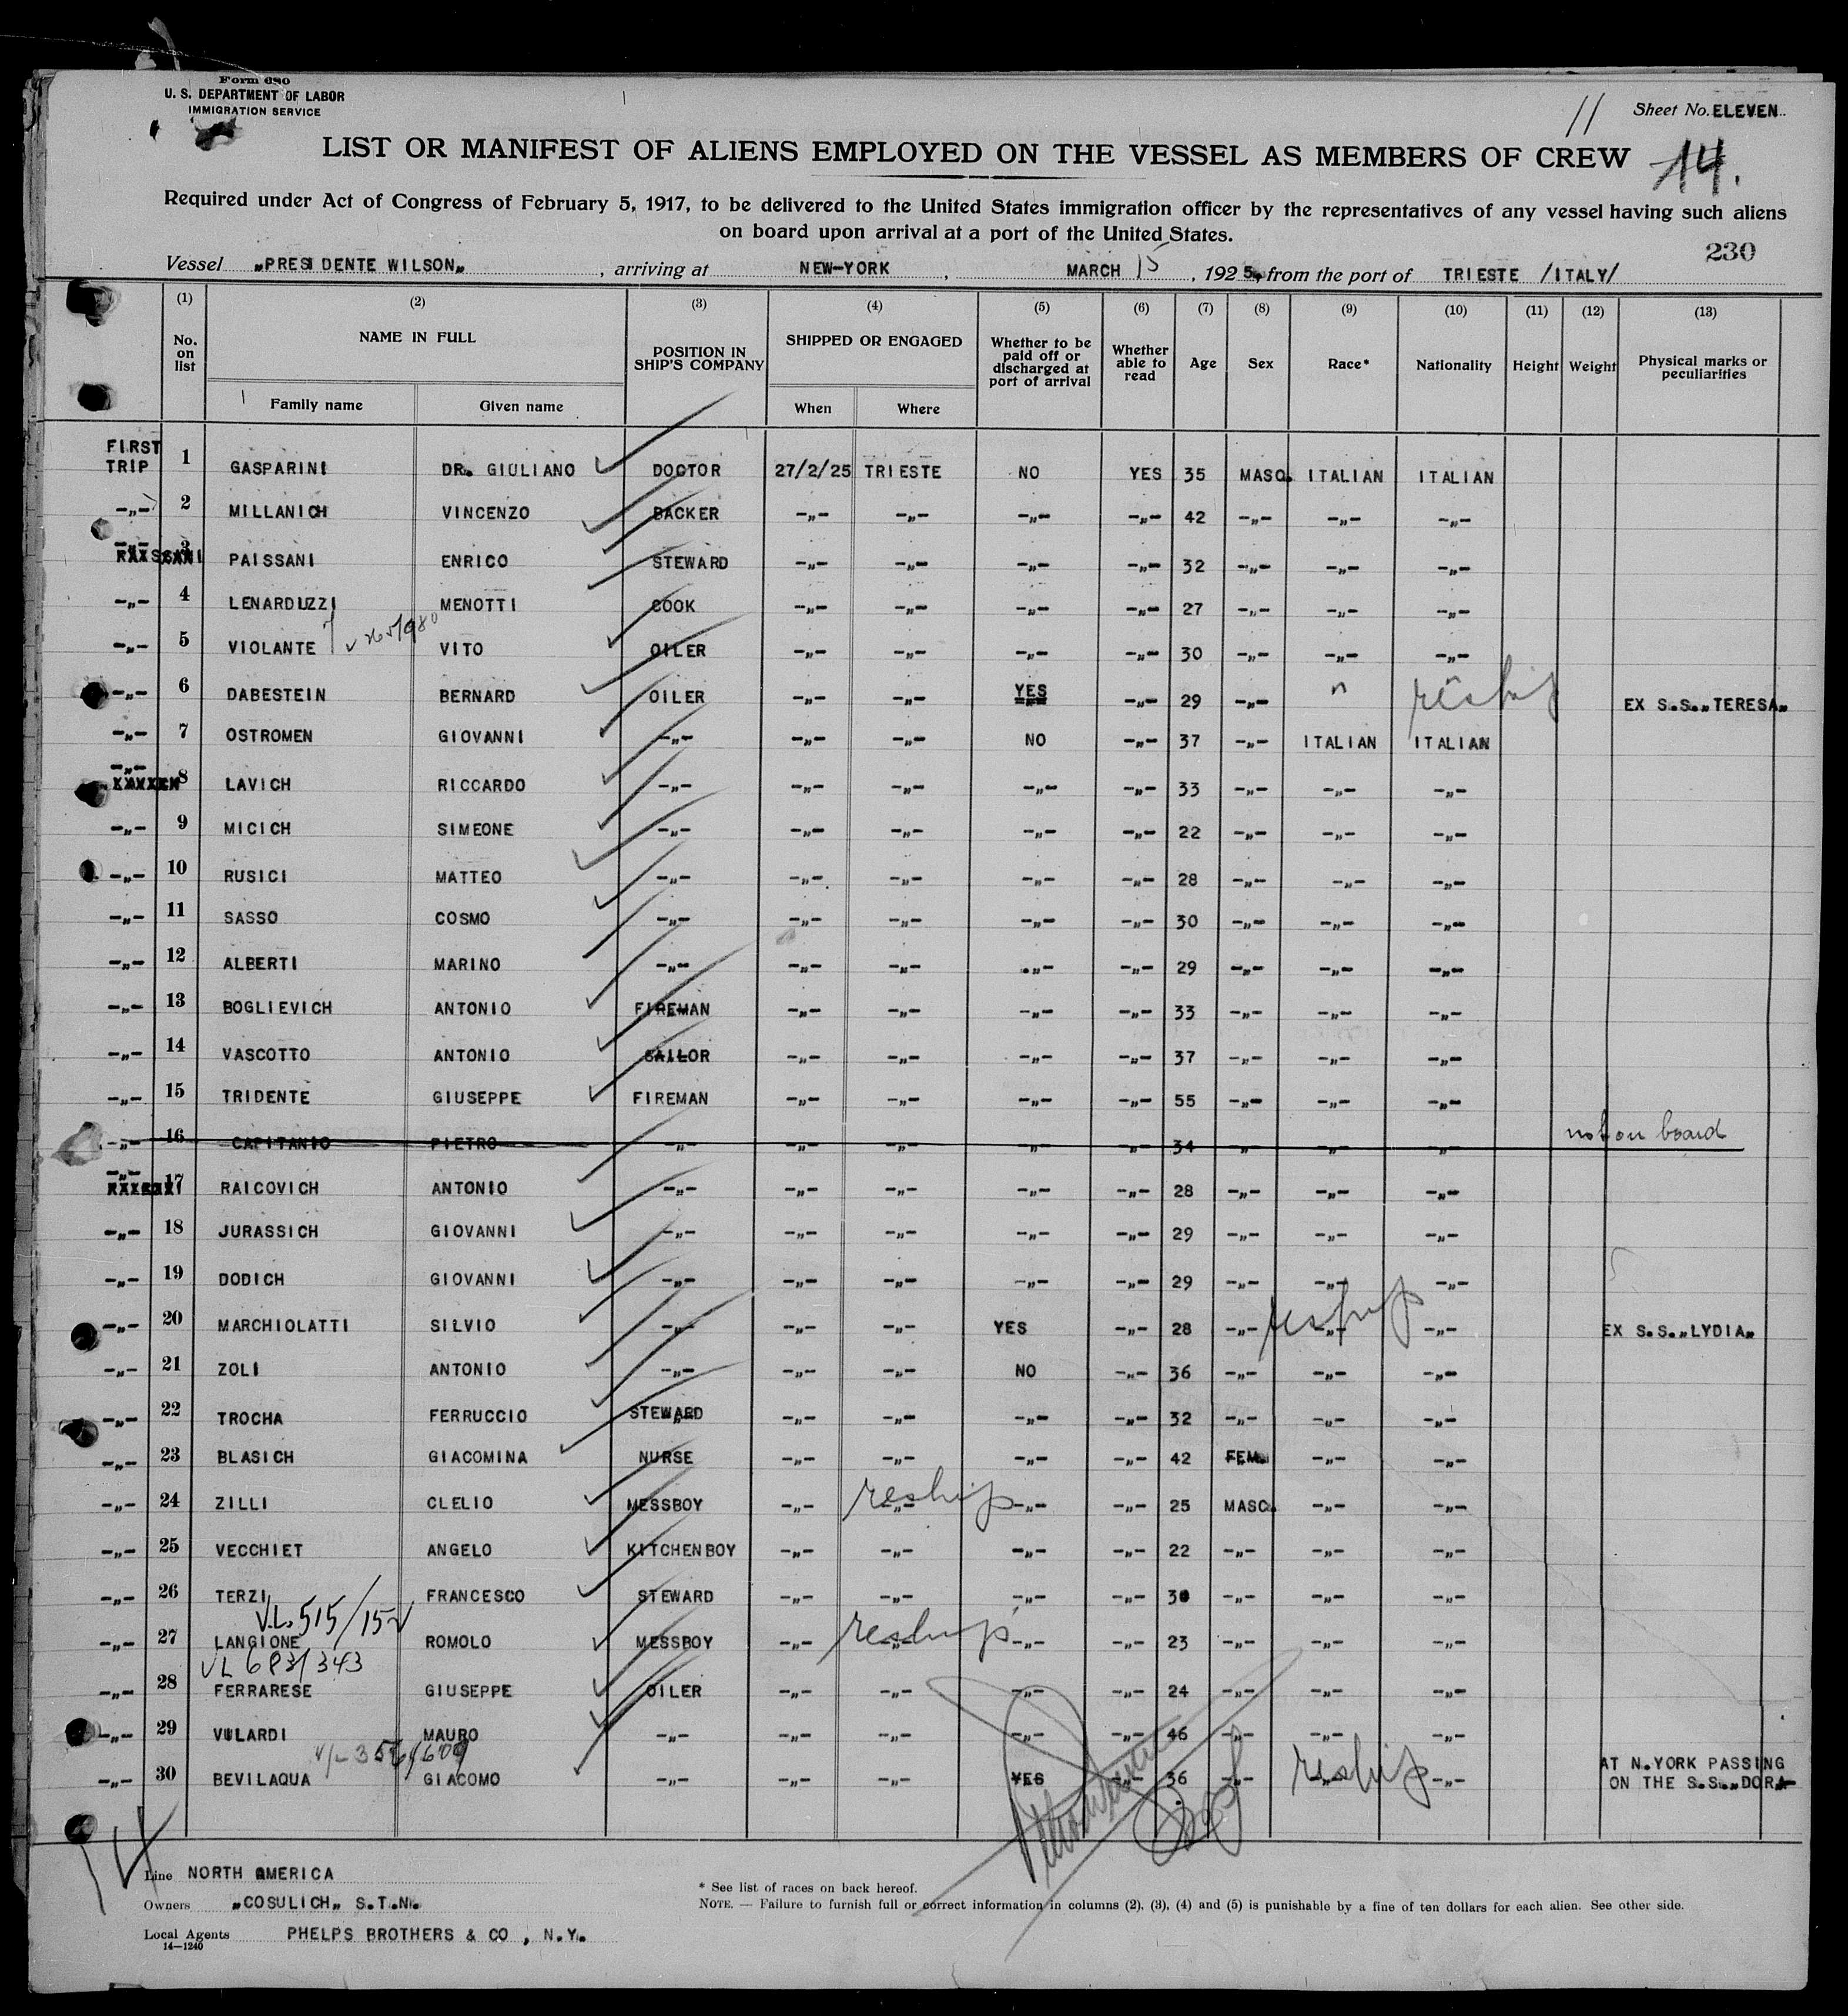 Form 680
U. S. DEPARTMENT OF LABOR
IMMIGRATION SERVICE
11 Sheet No. ELEVEN
LIST OR MANIFEST OF ALIENS EMPLOYED ON THE VESSEL AS MEMBERS OF CREW 14.
Required under Act of Congress of February 5, 1917, to be delivered to the United States immigration officer by the representatives of any vessel having such aliens
on board upon arrival at a port of the United States.
230
Vessel „PRESIDENTE WILSON„, arriving at NEW-YORK, MARCH 15, 1925, from the port of TRIESTE /ITALY/
(1) (2) (3) (4) (5) (6) (7) (8) (9) (10) (11) (12) (13)
No. on list NAME IN FULL POSITION IN SHIP'S COMPANY SHIPPED OR ENGAGED Whether to be paid off or discharged at port of arrival Whether able to read Age Sex Race* Nationality Height Weight Physical marks or peculiarities
Family name Given name When Where
FIRST TRIP 1 GASPARINI DR. GIULIANO DOCTOR 27/2/25 TRIESTE NO YES 35 MASC. ITALIAN ITALIAN
-„- 2 MILLANICH VINCENZO BACKER -„- -„- -„- -„- 42 -„- -„- -„-
-„- 3 PAISSANI ENRICO STEWARD -„- -„- -„- -„- 32 -„- -„- -„-
-„- 4 LENARDUZZI MENOTTI COOK -„- -„- -„- -„- 27 -„- -„- -„-
-„- 5 VIOLANTE VITO OILER -„- -„- -„- -„- 30 -„- -„- -„-
-„- 6 DABESTEIN BERNARD OILER -„- -„- YES -„- 29 -„- " reship EX S.S.„TERESA„
-„- 7 OSTROMEN GIOVANNI -„- -„- -„- NO -„- 37 -„- ITALIAN ITALIAN
-„- 8 LAVICH RICCARDO -„- -„- -„- -„- -„- 33 -„- -„- -„-
-„- 9 MICICH SIMEONE -„- -„- -„- -„- -„- 22 -„- -„- -„-
-„- 10 RUSICI MATTEO -„- -„- -„- -„- -„- 28 -„- -„- -„-
-„- 11 SASSO COSMO -„- -„- -„- -„- -„- 30 -„- -„- -„-
-„- 12 ALBERTI MARINO -„- -„- -„- -„- -„- 29 -„- -„- -„-
-„- 13 BOGLIEVICH ANTONIO FIREMAN -„- -„- -„- -„- 33 -„- -„- -„-
-„- 14 VASCOTTO ANTONIO SAILOR -„- -„- -„- -„- 37 -„- -„- -„-
-„- 15 TRIDENTE GIUSEPPE FIREMAN -„- -„- -„- -„- 55 -„- -„- -„-
-„- 16 CAPITANIO PIETRO -„- -„- -„- -„- -„- 34 -„- -„- -„- not on board
-„- 17 RAICOVICH ANTONIO -„- -„- -„- -„- -„- 28 -„- -„- -„-
-„- 18 JURASSICH GIOVANNI -„- -„- -„- -„- -„- 29 -„- -„- -„-
-„- 19 DODICH GIOVANNI -„- -„- -„- -„- -„- 29 -„- -„- -„-
-„- 20 MARCHIOLATTI SILVIO -„- -„- -„- YES -„- 28 -„- reship -„- -„- EX S.S.„LYDIA„
-„- 21 ZOLI ANTONIO -„- -„- -„- NO -„- 36 -„- -„- -„-
-„- 22 TROCHA FERRUCCIO STEWARD -„- -„- -„- -„- 32 -„- -„- -„-
-„- 23 BLASICH GIACOMINA NURSE -„- -„- -„- -„- 42 FEM. -„- -„-
-„- 24 ZILLI CLELIO MESSBOY -„- -„- reship -„- -„- 25 MASC. -„- -„-
-„- 25 VECCHIET ANGELO KITCHENBOY -„- -„- -„- -„- 22 -„- -„- -„-
-„- 26 TERZI FRANCESCO STEWARD -„- -„- -„- -„- 30 -„- -„- -„-
V.L. 515/152
-„- 27 LANGIONE ROMOLO MESSBOY -„- -„- reship -„- -„- 23 -„- -„- -„-
VL 683/343
-„- 28 FERRARESE GIUSEPPE OILER -„- -„- -„- -„- 24 -„- -„- -„-
-„- 29 VULARDI MAURO -„- -„- -„- -„- -„- 46 -„- -„- -„-
-„- 30 BEVILAQUA GIACOMO -„- -„- -„- YES -„- 36 -„- reship -„- -„- AT N.YORK PASSING
ON THE S.S.„DORA-
14
Line NORTH AMERICA
* See list of races on back hereof.
Owners „COSULICH„ S.T.N.
NOTE. — Failure to furnish full or correct information in columns (2), (3), (4) and (5) is punishable by a fine of ten dollars for each alien. See other side.
Local Agents PHELPS BROTHERS & CO, N.Y.
14—1240